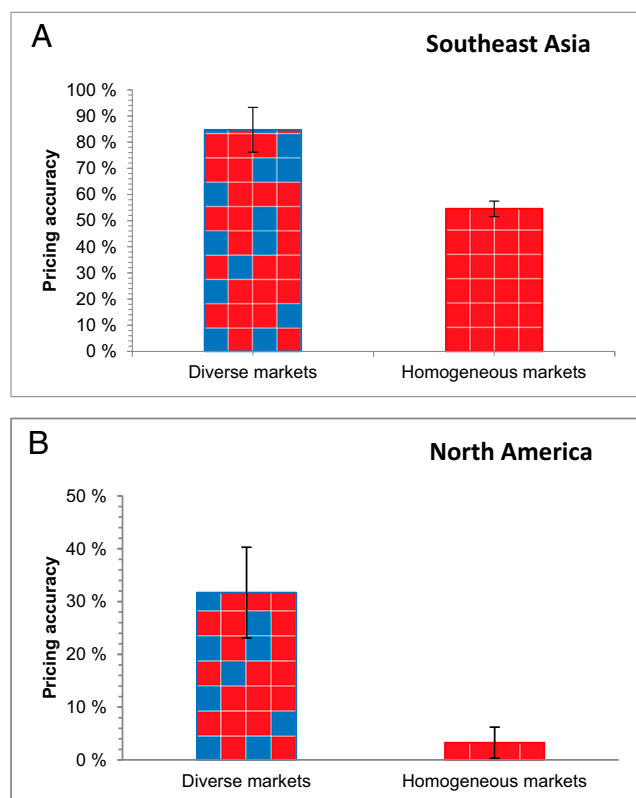 A
Southeast Asia
Pricing accuracy
100 %
90 %
80 %
70 %
60 %
50 %
40 %
30 %
20 %
10 %
0 %
Diverse markets Homogeneous markets
B
North America
Pricing accuracy
50 %
40 %
30 %
20 %
10 %
0 %
Diverse markets Homogeneous markets